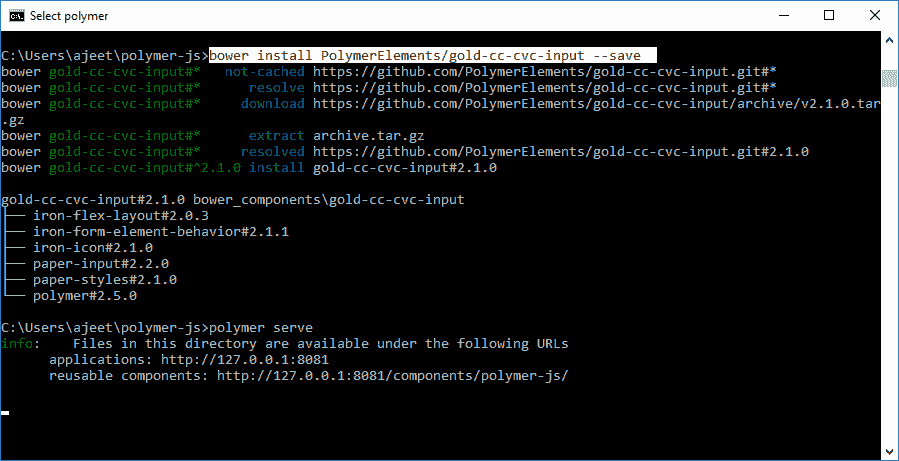 Select polymer
C:\Users\ajeet\polymer-js>bower install PolymerElements/gold-cc-cvc-input --save
bower gold-cc-cvc-input#*   not-cached https://github.com/PolymerElements/gold-cc-cvc-input.git#*
bower gold-cc-cvc-input#*      resolve https://github.com/PolymerElements/gold-cc-cvc-input.git#*
bower gold-cc-cvc-input#*     download https://github.com/PolymerElements/gold-cc-cvc-input/archive/v2.1.0.tar
.gz
bower gold-cc-cvc-input#*      extract archive.tar.gz
bower gold-cc-cvc-input#*     resolved https://github.com/PolymerElements/gold-cc-cvc-input.git#2.1.0
bower gold-cc-cvc-input#^2.1.0 install gold-cc-cvc-input#2.1.0
gold-cc-cvc-input#2.1.0 bower_components\gold-cc-cvc-input
├── iron-flex-layout#2.0.3
├── iron-form-element-behavior#2.1.1
├── iron-icon#2.1.0
├── paper-input#2.2.0
├── paper-styles#2.1.0
└── polymer#2.5.0
C:\Users\ajeet\polymer-js>polymer serve
info:    Files in this directory are available under the following URLs
      applications: http://127.0.0.1:8081
      reusable components: http://127.0.0.1:8081/components/polymer-js/